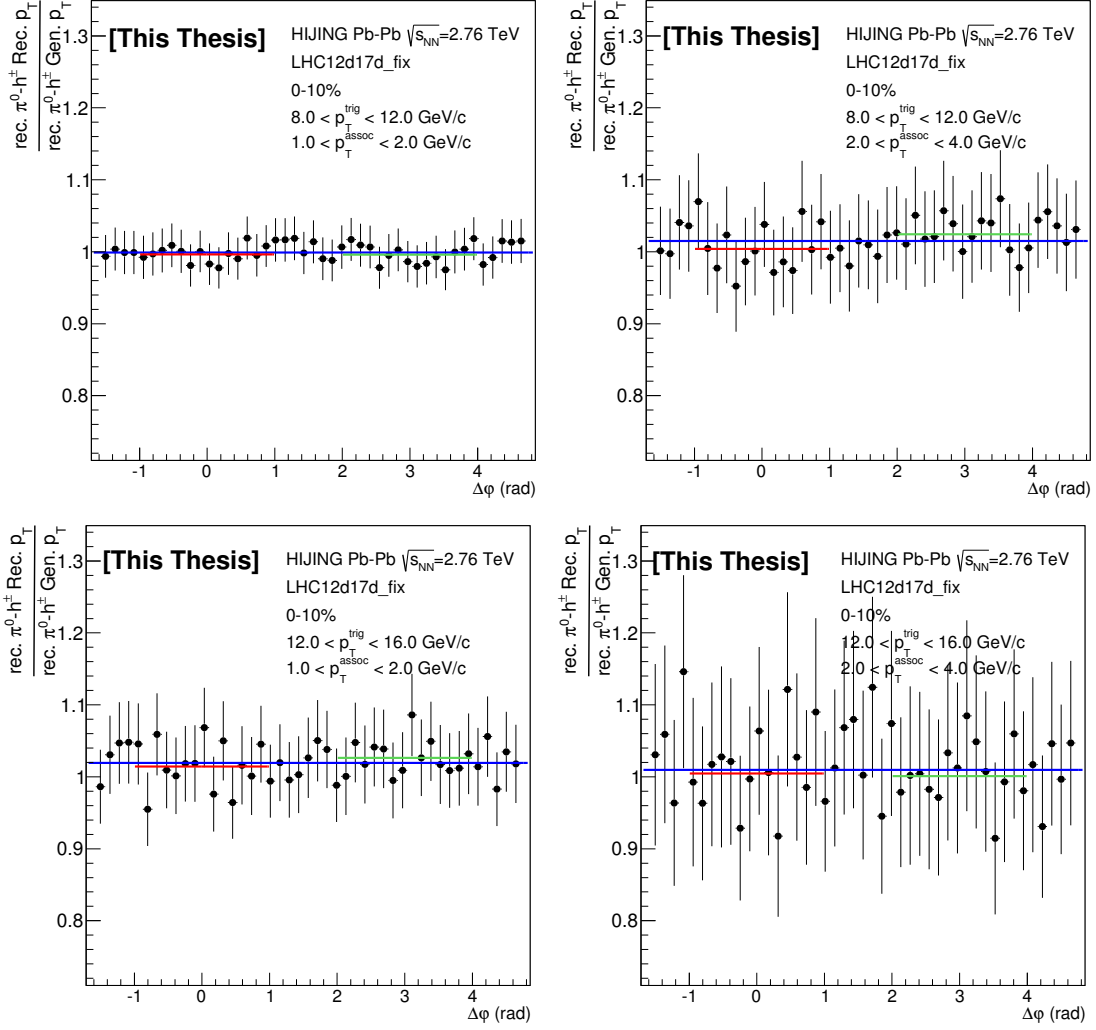 rec. π⁰-h± Rec. p_T
rec. π⁰-h± Gen. p_T
[This Thesis]
HIJING Pb-Pb √s_NN=2.76 TeV
LHC12d17d_fix
0-10%
8.0 < p_T^trig < 12.0 GeV/c
1.0 < p_T^assoc < 2.0 GeV/c
1.3
1.2
1.1
1
0.9
0.8
-1 0 1 2 3 4
Δφ (rad)
rec. π⁰-h± Rec. p_T
rec. π⁰-h± Gen. p_T
[This Thesis]
HIJING Pb-Pb √s_NN=2.76 TeV
LHC12d17d_fix
0-10%
8.0 < p_T^trig < 12.0 GeV/c
2.0 < p_T^assoc < 4.0 GeV/c
1.3
1.2
1.1
1
0.9
0.8
-1 0 1 2 3 4
Δφ (rad)
rec. π⁰-h± Rec. p_T
rec. π⁰-h± Gen. p_T
[This Thesis]
HIJING Pb-Pb √s_NN=2.76 TeV
LHC12d17d_fix
0-10%
12.0 < p_T^trig < 16.0 GeV/c
1.0 < p_T^assoc < 2.0 GeV/c
1.3
1.2
1.1
1
0.9
0.8
-1 0 1 2 3 4
Δφ (rad)
rec. π⁰-h± Rec. p_T
rec. π⁰-h± Gen. p_T
[This Thesis]
HIJING Pb-Pb √s_NN=2.76 TeV
LHC12d17d_fix
0-10%
12.0 < p_T^trig < 16.0 GeV/c
2.0 < p_T^assoc < 4.0 GeV/c
1.3
1.2
1.1
1
0.9
0.8
-1 0 1 2 3 4
Δφ (rad)